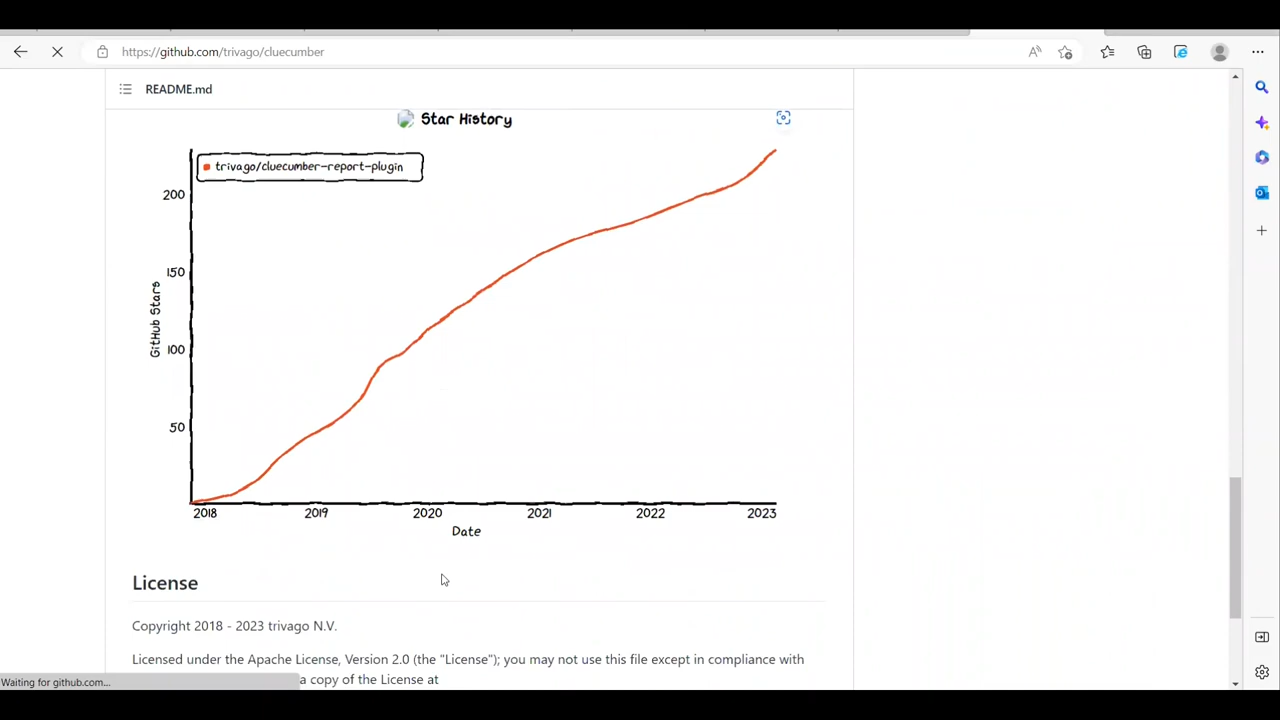 https://github.com/trivago/cluecumber
README.md
Star History
trivago/cluecumber-report-plugin
200
150
100
50
GitHub Stars
2018 2019 2020 2021 2022 2023
Date
License
Copyright 2018 - 2023 trivago N.V.
Licensed under the Apache License, Version 2.0 (the "License"); you may not use this file except in compliance with
a copy of the License at
Waiting for github.com...